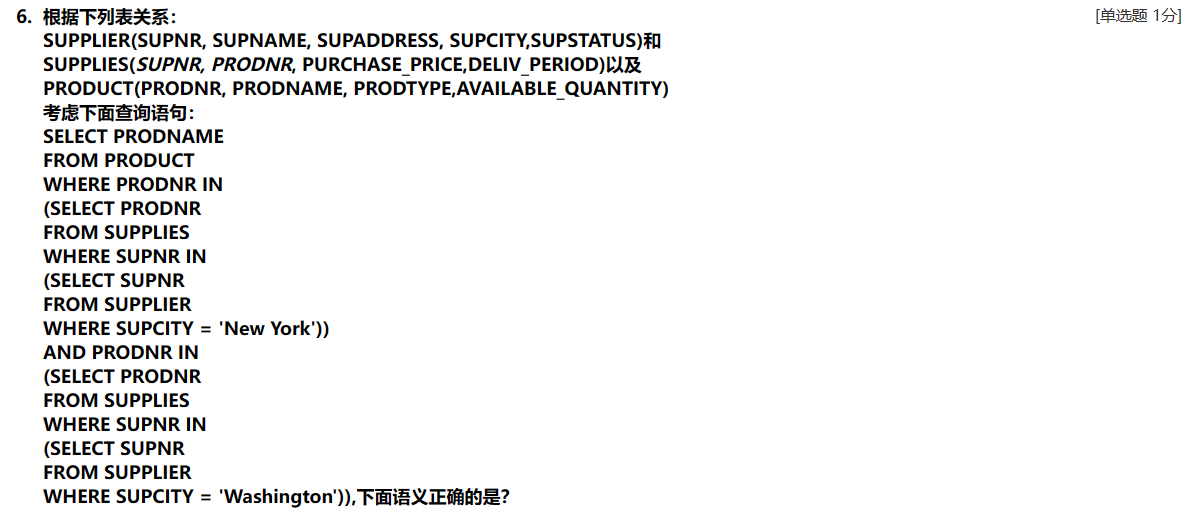 6. 根据下列表关系： [单选题 1分]
SUPPLIER(SUPNR, SUPNAME, SUPADDRESS, SUPCITY,SUPSTATUS)和
SUPPLIES(SUPNR, PRODNR, PURCHASE_PRICE,DELIV_PERIOD)以及
PRODUCT(PRODNR, PRODNAME, PRODTYPE,AVAILABLE_QUANTITY)
考虑下面查询语句：
SELECT PRODNAME
FROM PRODUCT
WHERE PRODNR IN
(SELECT PRODNR
FROM SUPPLIES
WHERE SUPNR IN
(SELECT SUPNR
FROM SUPPLIER
WHERE SUPCITY = 'New York'))
AND PRODNR IN
(SELECT PRODNR
FROM SUPPLIES
WHERE SUPNR IN
(SELECT SUPNR
FROM SUPPLIER
WHERE SUPCITY = 'Washington')),下面语义正确的是？